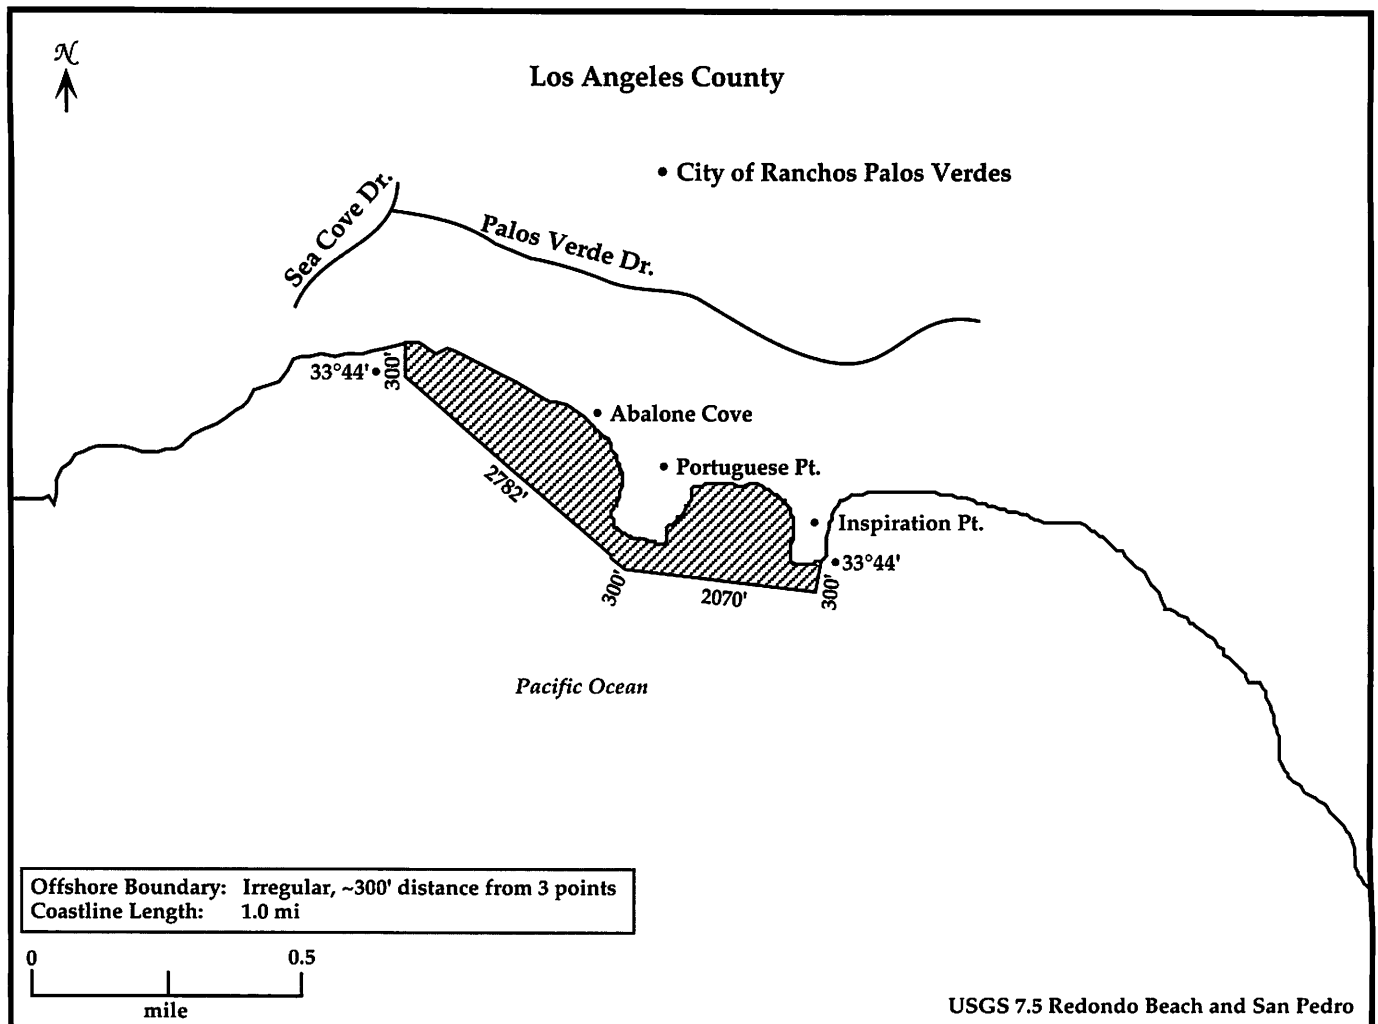 N
Los Angeles County
• City of Ranchos Palos Verdes
Sea Cove Dr.
Palos Verde Dr.
33°44'•
300'
• Abalone Cove
2782'
• Portuguese Pt.
• Inspiration Pt.
•33°44'
300'
2070'
300'
Pacific Ocean
Offshore Boundary: Irregular, ~300' distance from 3 points
Coastline Length: 1.0 mi
0 0.5
mile
USGS 7.5 Redondo Beach and San Pedro